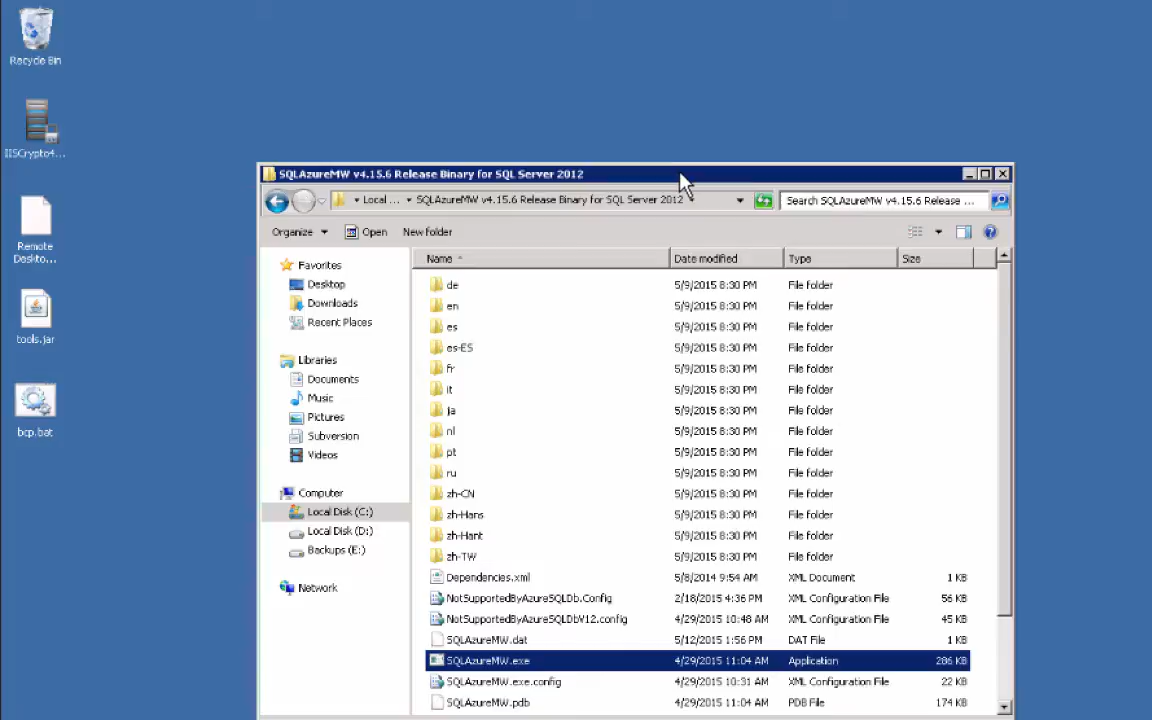 Recycle Bin
IISCrypto4...
Remote
Deskto...
tools.jar
bcp.bat
SQLAzureMW v4.15.6 Release Binary for SQL Server 2012
Local ... SQLAzureMW v4.15.6 Release Binary for SQL Server 2012
Search SQLAzureMW v4.15.6 Release ...
Organize Open New folder
Favorites
Desktop
Downloads
Recent Places
Libraries
Documents
Music
Pictures
Subversion
Videos
Computer
Local Disk (C:)
Local Disk (D:)
Backups (E:)
Network
Name Date modified Type Size
de 5/9/2015 8:30 PM File folder
en 5/9/2015 8:30 PM File folder
es 5/9/2015 8:30 PM File folder
es-ES 5/9/2015 8:30 PM File folder
fr 5/9/2015 8:30 PM File folder
it 5/9/2015 8:30 PM File folder
ja 5/9/2015 8:30 PM File folder
nl 5/9/2015 8:30 PM File folder
pt 5/9/2015 8:30 PM File folder
ru 5/9/2015 8:30 PM File folder
zh-CN 5/9/2015 8:30 PM File folder
zh-Hans 5/9/2015 8:30 PM File folder
zh-Hant 5/9/2015 8:30 PM File folder
zh-TW 5/9/2015 8:30 PM File folder
Dependencies.xml 5/8/2014 9:54 AM XML Document 1 KB
NotSupportedByAzureSQLDb.Config 2/18/2015 4:36 PM XML Configuration File 56 KB
NotSupportedByAzureSQLDbV12.config 4/29/2015 10:48 AM XML Configuration File 45 KB
SQLAzureMW.dat 5/12/2015 1:56 PM DAT File 1 KB
SQLAzureMW.exe 4/29/2015 11:04 AM Application 286 KB
SQLAzureMW.exe.config 4/29/2015 10:31 AM XML Configuration File 22 KB
SQLAzureMW.pdb 4/29/2015 11:04 AM PDB File 174 KB